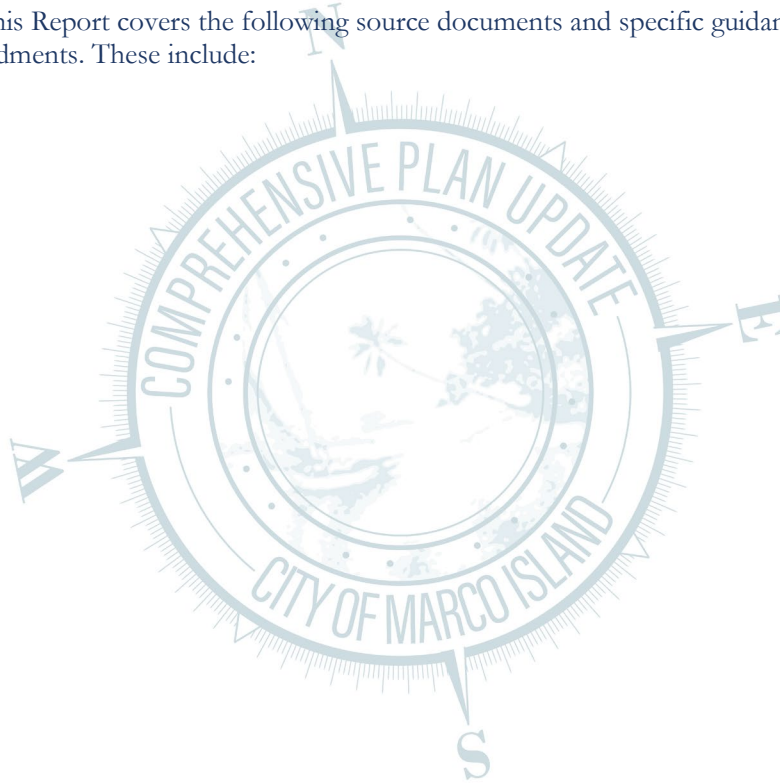 his Report covers the following source documents and specific guidan
dments. These include:
N
COMPREHENSIVE PLAN UPDATE
E
W
CITY OF MARCO ISLAND
S